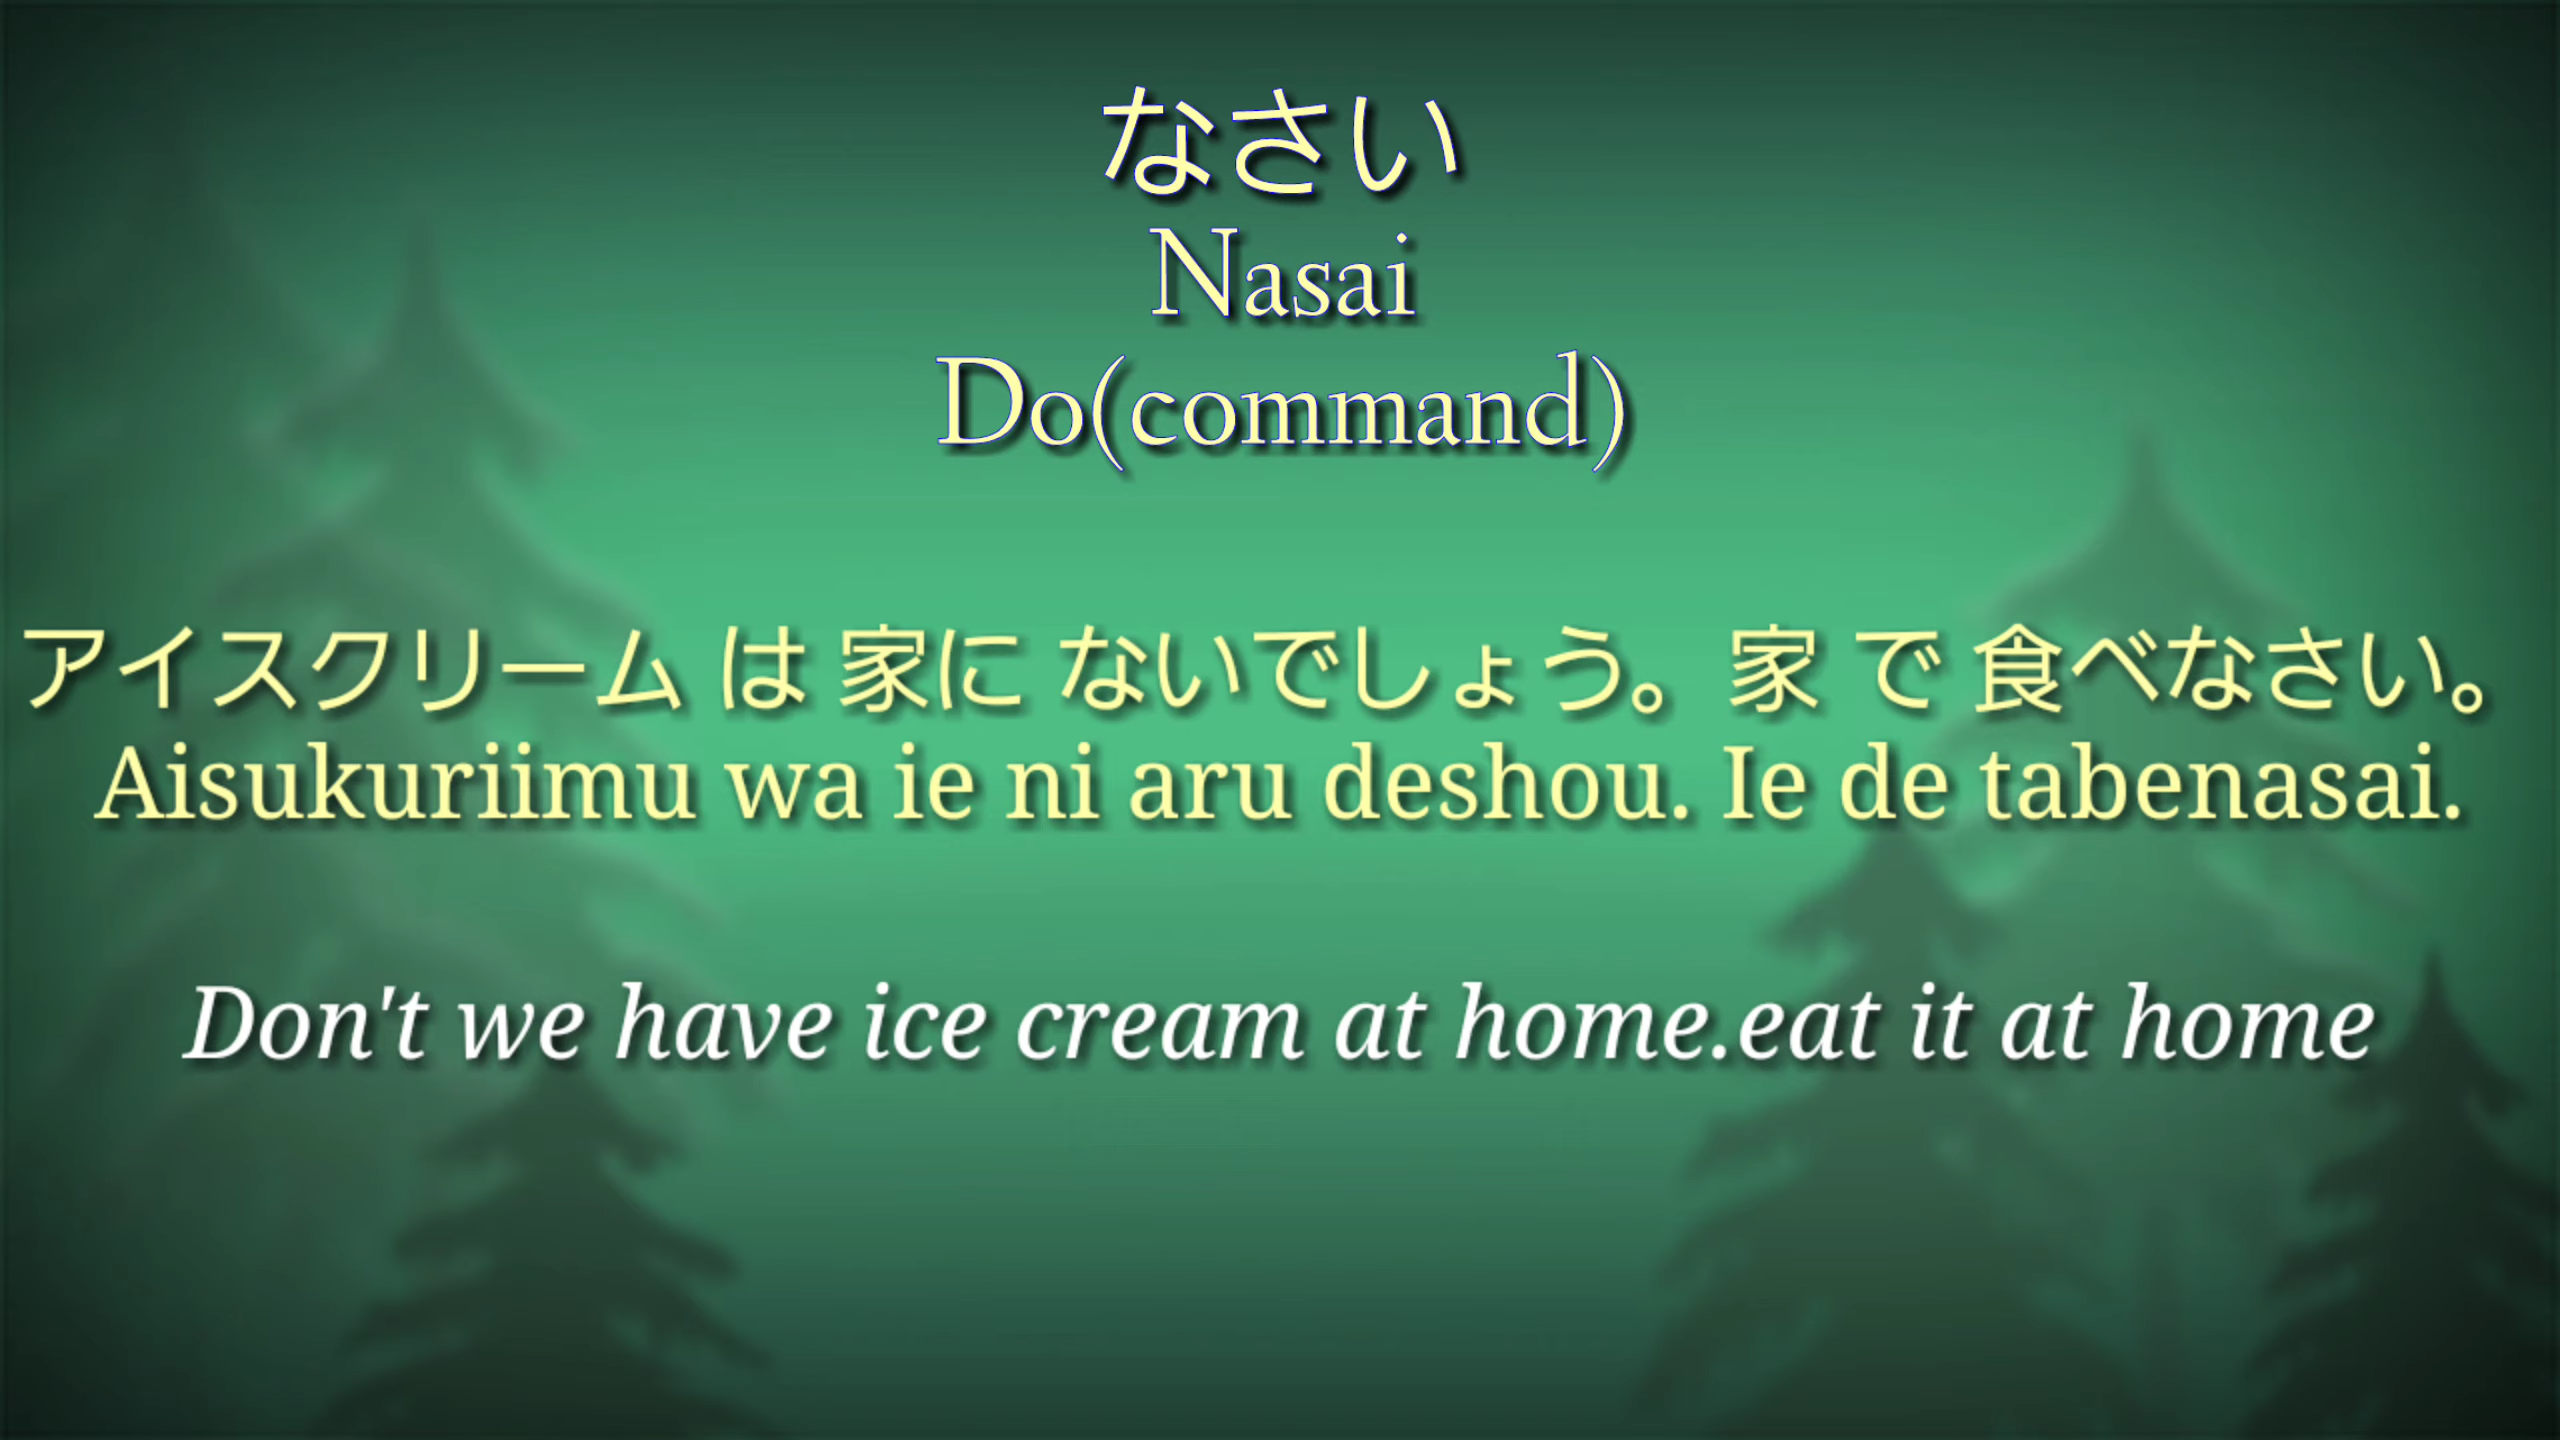 なさい
Nasai
Do(command)
アイスクリーム は 家に ないでしょう。家 で 食べなさい。
Aisukuriimu wa ie ni aru deshou. Ie de tabenasai.
Don't we have ice cream at home.eat it at home